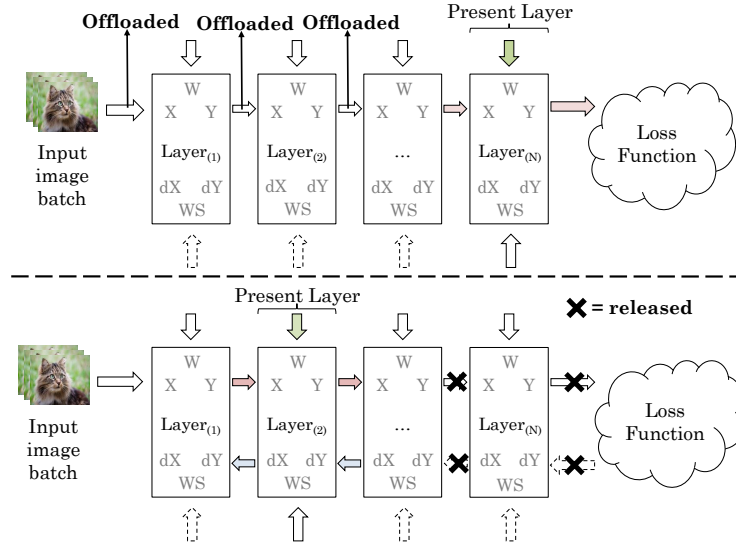 Present Layer
Offloaded Offloaded Offloaded
W W W W
X Y X Y X Y X Y
Input
image
batch
Layer(1) Layer(2) ... Layer(N)
Loss
Function
dX dY dX dY dX dY dX dY
WS WS WS WS
Present Layer
= released
W W W W
X Y X Y X Y X Y
Input
image
batch
Layer(1) Layer(2) ... Layer(N)
Loss
Function
dX dY dX dY dX dY dX dY
WS WS WS WS